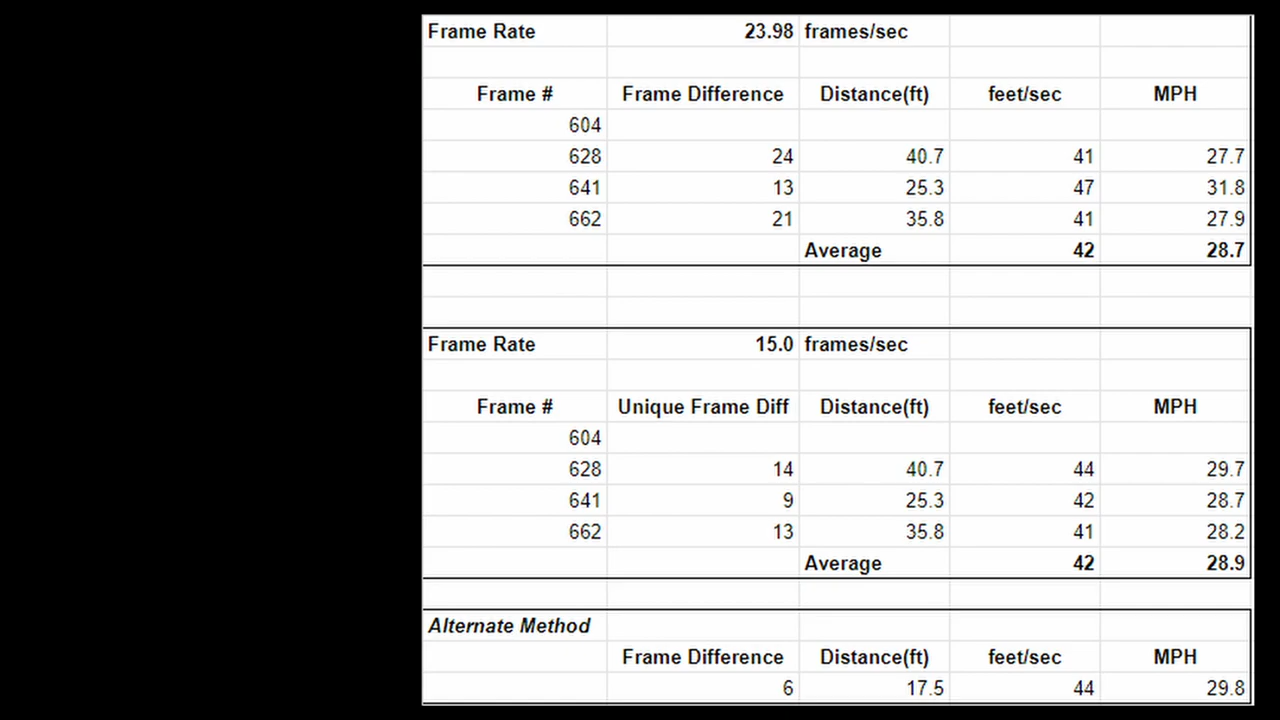 Frame Rate 23.98 frames/sec
Frame # Frame Difference Distance(ft) feet/sec MPH
604
628 24 40.7 41 27.7
641 13 25.3 47 31.8
662 21 35.8 41 27.9
Average 42 28.7
Frame Rate 15.0 frames/sec
Frame # Unique Frame Diff Distance(ft) feet/sec MPH
604
628 14 40.7 44 29.7
641 9 25.3 42 28.7
662 13 35.8 41 28.2
Average 42 28.9
Alternate Method
Frame Difference Distance(ft) feet/sec MPH
6 17.5 44 29.8